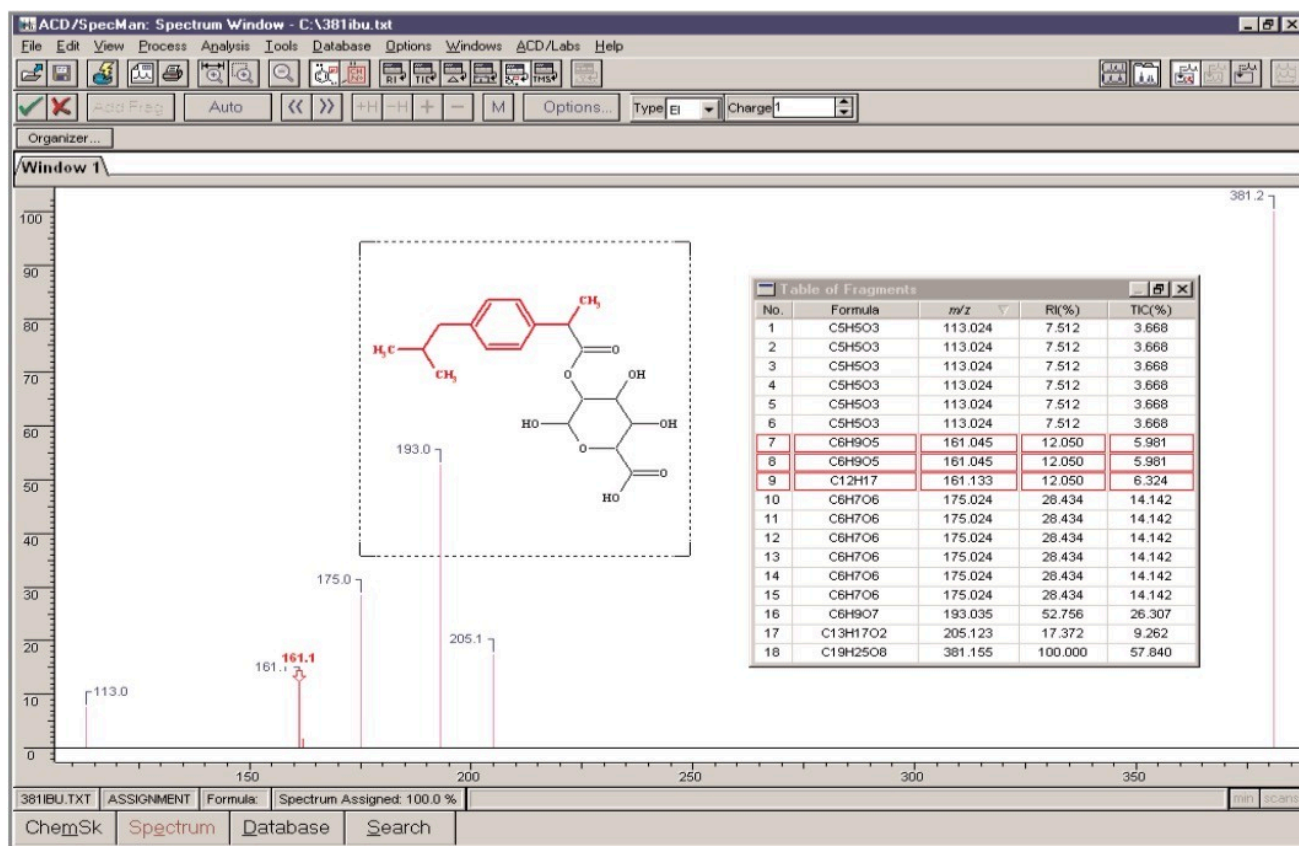 ACD/SpecMan: Spectrum Window - C:\381ibu.txt
File Edit View Process Analysis Tools Database Options Windows ACD/Labs Help
RI TIC TMS
Add Frag Auto +H -H + - M Options... Type EI Charge 1
Organizer...
Window 1
381.2
100
90
80
70
60
50
40
30
20
10
0
CH3
H3C
CH3
O
O
OH
HO
OH
O
O
HO
193.0
175.0
205.1
161.1
161.
113.0
Table of Fragments
No. Formula m/z RI(%) TIC(%)
1 C5H5O3 113.024 7.512 3.668
2 C5H5O3 113.024 7.512 3.668
3 C5H5O3 113.024 7.512 3.668
4 C5H5O3 113.024 7.512 3.668
5 C5H5O3 113.024 7.512 3.668
6 C5H5O3 113.024 7.512 3.668
7 C6H9O5 161.045 12.050 5.981
8 C6H9O5 161.045 12.050 5.981
9 C12H17 161.133 12.050 6.324
10 C6H7O6 175.024 28.434 14.142
11 C6H7O6 175.024 28.434 14.142
12 C6H7O6 175.024 28.434 14.142
13 C6H7O6 175.024 28.434 14.142
14 C6H7O6 175.024 28.434 14.142
15 C6H7O6 175.024 28.434 14.142
16 C6H9O7 193.035 52.756 26.307
17 C13H17O2 205.123 17.372 9.262
18 C19H25O8 381.155 100.000 57.840
150 200 250 300 350
381IBU.TXT ASSIGNMENT Formula: Spectrum Assigned: 100.0 % min scans
ChemSk Spectrum Database Search